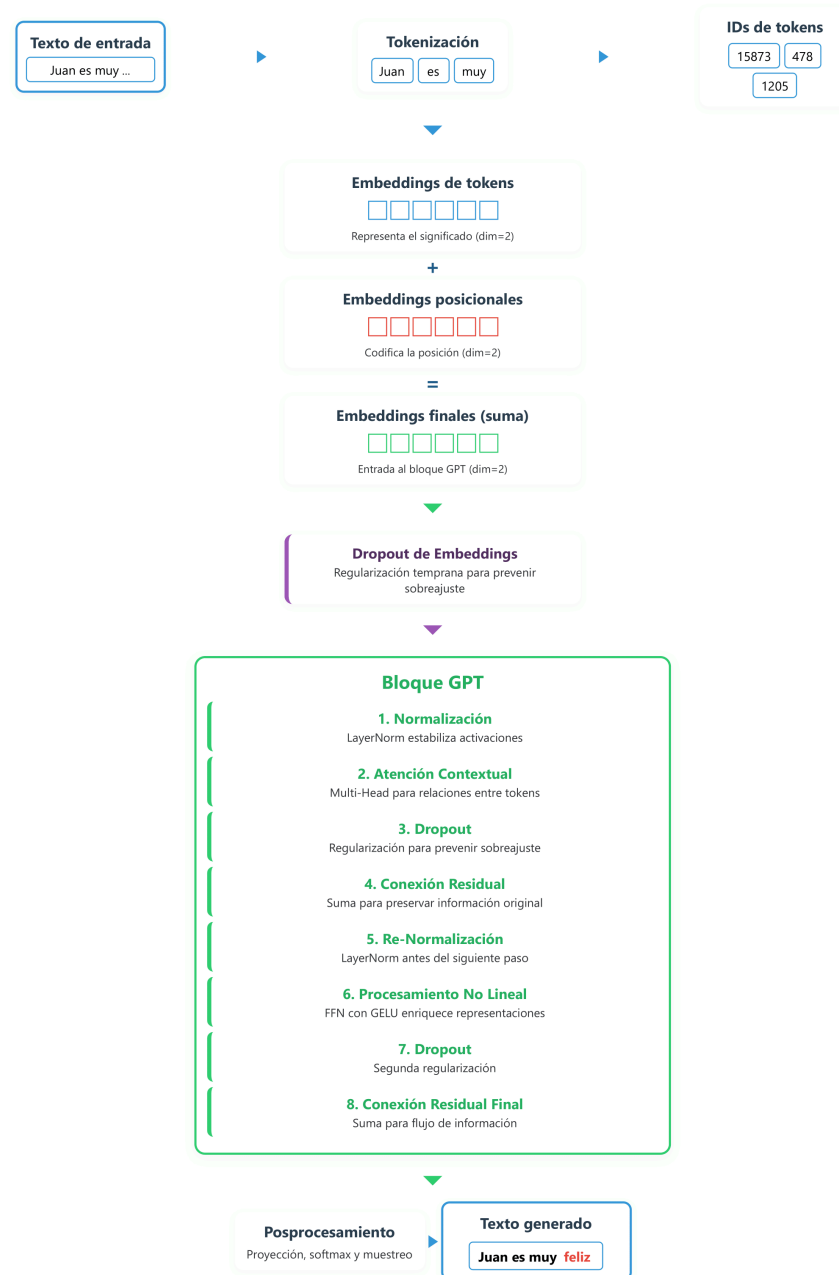 Texto de entrada
Juan es muy ...
Tokenización
Juan es muy
IDs de tokens
15873 478
1205
Embeddings de tokens
Representa el significado (dim=2)
+
Embeddings posicionales
Codifica la posición (dim=2)
=
Embeddings finales (suma)
Entrada al bloque GPT (dim=2)
Dropout de Embeddings
Regularización temprana para prevenir
sobreajuste
Bloque GPT
1. Normalización
LayerNorm estabiliza activaciones
2. Atención Contextual
Multi-Head para relaciones entre tokens
3. Dropout
Regularización para prevenir sobreajuste
4. Conexión Residual
Suma para preservar información original
5. Re-Normalización
LayerNorm antes del siguiente paso
6. Procesamiento No Lineal
FFN con GELU enriquece representaciones
7. Dropout
Segunda regularización
8. Conexión Residual Final
Suma para flujo de información
Posprocesamiento
Proyección, softmax y muestreo
Texto generado
Juan es muy feliz